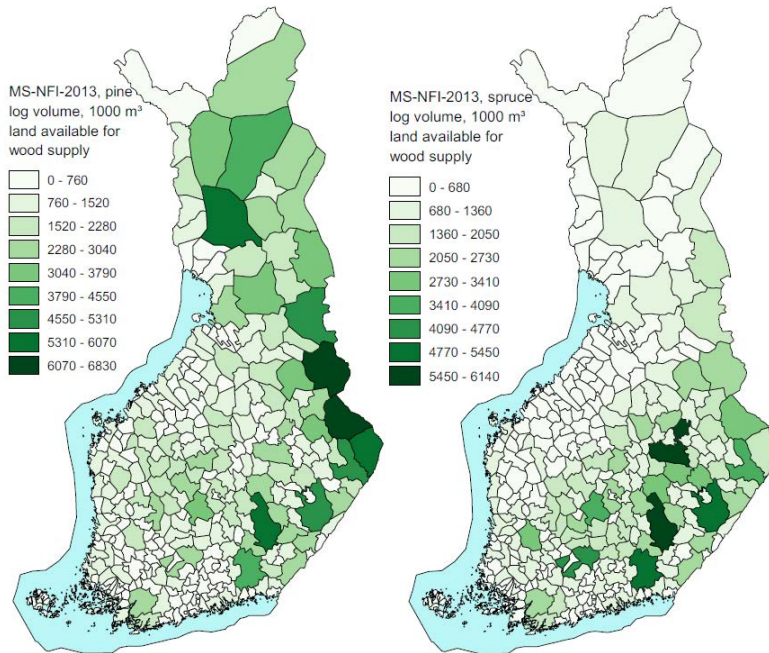 MS-NFI-2013, pine
log volume, 1000 m³
land available for
wood supply
0 - 760
760 - 1520
1520 - 2280
2280 - 3040
3040 - 3790
3790 - 4550
4550 - 5310
5310 - 6070
6070 - 6830
MS-NFI-2013, spruce
log volume, 1000 m³
land available for
wood supply
0 - 680
680 - 1360
1360 - 2050
2050 - 2730
2730 - 3410
3410 - 4090
4090 - 4770
4770 - 5450
5450 - 6140